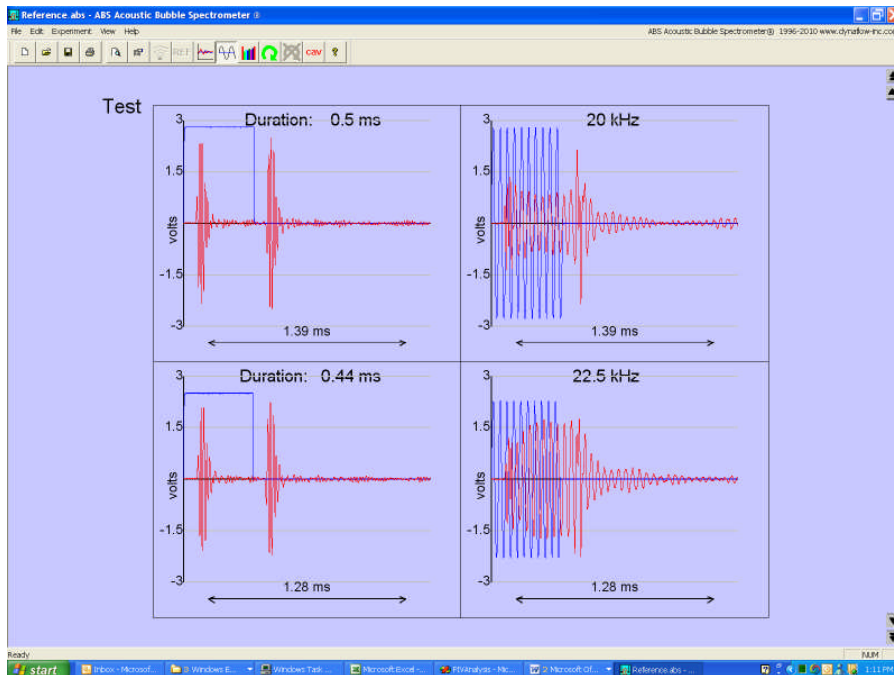 Reference.abs - ABS Acoustic Bubble Spectrometer ®
File Edit Experiment View Help
ABS Acoustic Bubble Spectrometer® 1996-2010 www.dynaflow-inc.com
REF
cav
?
Test
Duration: 0.5 ms
3
1.5
volts
-1.5
-3
1.39 ms
20 kHz
3
1.5
volts
-1.5
-3
1.39 ms
Duration: 0.44 ms
3
1.5
volts
-1.5
-3
1.28 ms
22.5 kHz
3
1.5
volts
-1.5
-3
1.28 ms
Ready
NUM
start
Inbox - Microsof...
3 Windows E...
Windows Task ...
Microsoft Excel -...
PIVAnalysis - Mic...
2 Microsoft Of...
Reference.abs - ...
1:11 PM